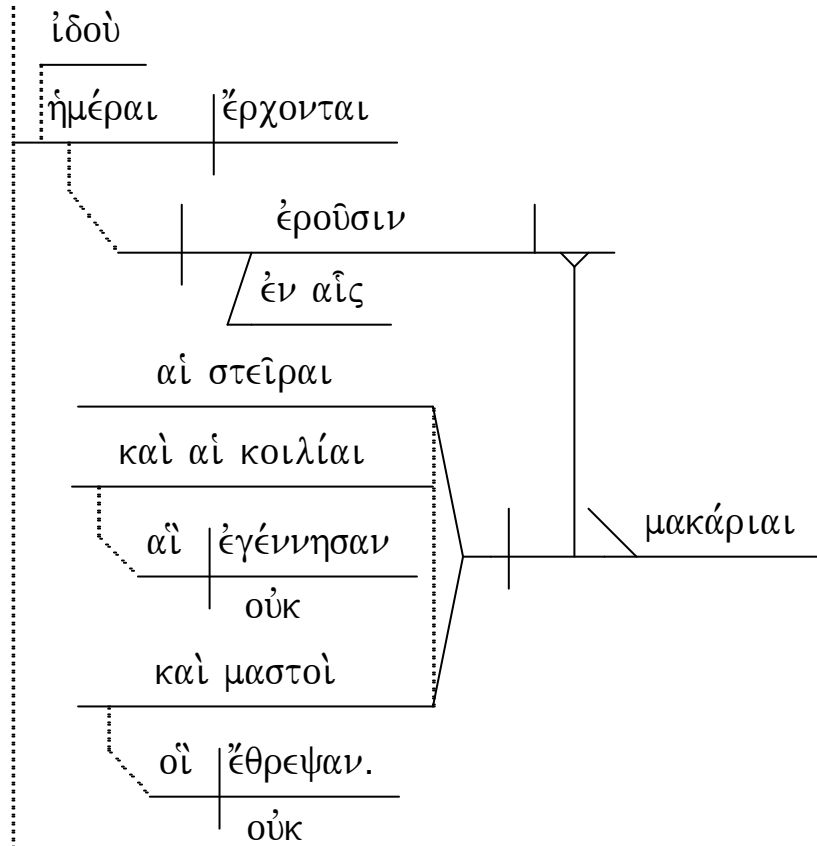 ἰδοὺ
ἡμέραι ἔρχονται
ἐροῦσιν
ἐν αἷς
αἱ στεῖραι
καὶ αἱ κοιλίαι
αἳ ἐγέννησαν
οὐκ
μακάριαι
καὶ μαστοὶ
οἳ ἔθρεψαν.
οὐκ